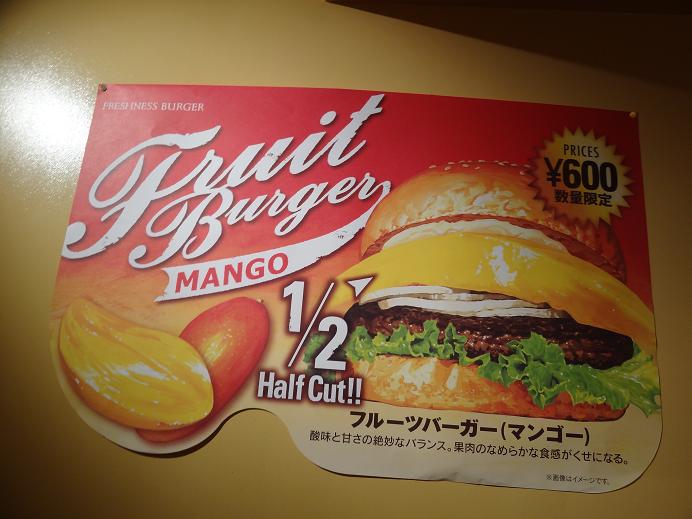 FRESHNESS BURGER
Fruit
Burger
MANGO
1/2
Half Cut!!
PRICES
¥600
数量限定
フルーツバーガー(マンゴー)
酸味と甘さの絶妙なバランス。果肉のなめらかな食感がくせになる。
※画像はイメージです。